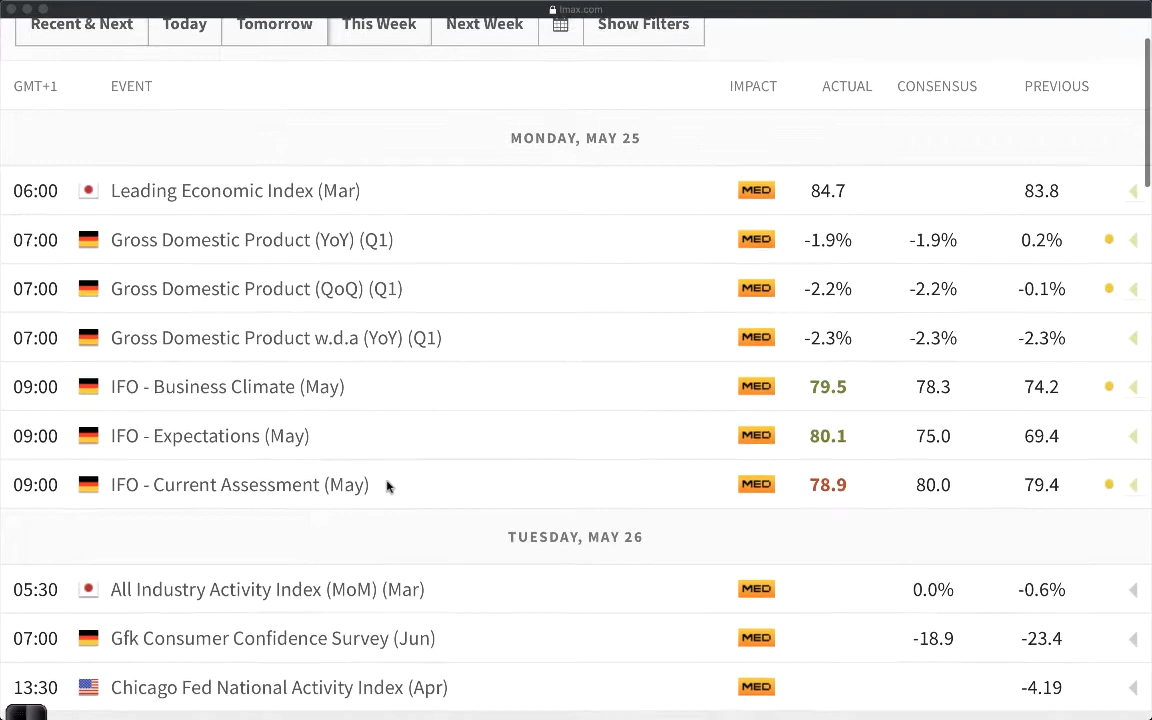 lmax.com
Recent & Next Today Tomorrow This Week Next Week Show Filters
GMT+1 EVENT IMPACT ACTUAL CONSENSUS PREVIOUS
MONDAY, MAY 25
06:00 Leading Economic Index (Mar) MED 84.7 83.8
07:00 Gross Domestic Product (YoY) (Q1) MED -1.9% -1.9% 0.2%
07:00 Gross Domestic Product (QoQ) (Q1) MED -2.2% -2.2% -0.1%
07:00 Gross Domestic Product w.d.a (YoY) (Q1) MED -2.3% -2.3% -2.3%
09:00 IFO - Business Climate (May) MED 79.5 78.3 74.2
09:00 IFO - Expectations (May) MED 80.1 75.0 69.4
09:00 IFO - Current Assessment (May) MED 78.9 80.0 79.4
TUESDAY, MAY 26
05:30 All Industry Activity Index (MoM) (Mar) MED 0.0% -0.6%
07:00 Gfk Consumer Confidence Survey (Jun) MED -18.9 -23.4
13:30 Chicago Fed National Activity Index (Apr) MED -4.19